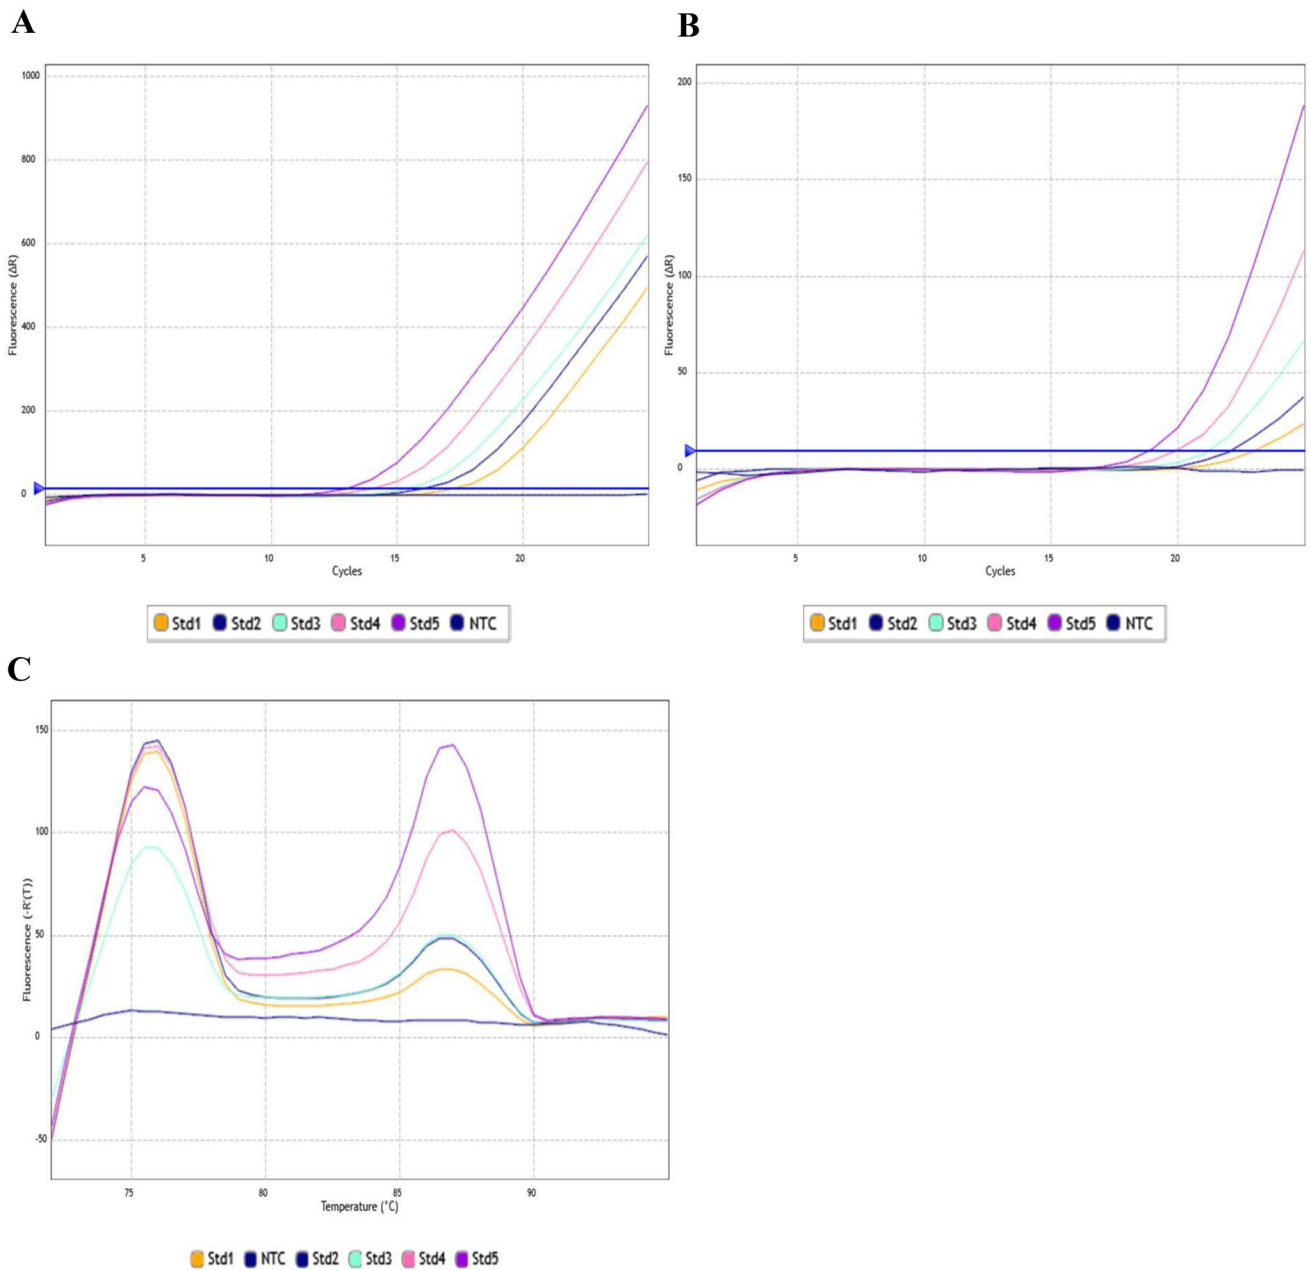 A
B
1000
800
600
400
200
0
Fluorescence (ΔR)
5
10
15
20
Cycles
Std1 Std2 Std3 Std4 Std5 NTC
200
150
100
50
0
Fluorescence (ΔR)
5
10
15
20
Cycles
Std1 Std2 Std3 Std4 Std5 NTC
C
150
100
50
0
-50
Fluorescence (-R'(T))
75
80
85
90
Temperature (°C)
Std1 NTC Std2 Std3 Std4 Std5